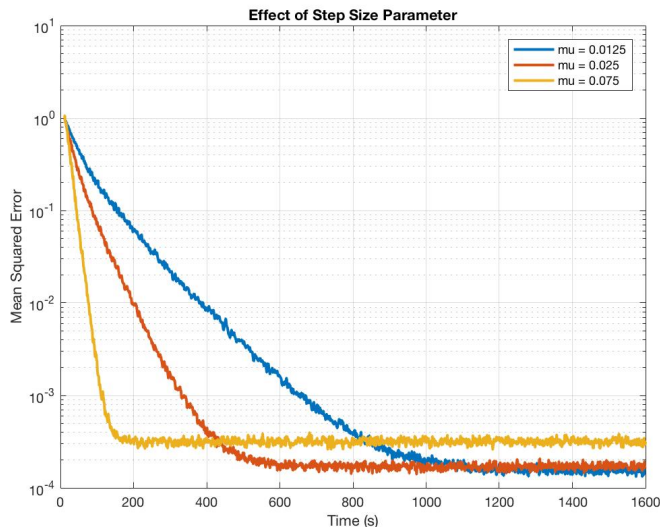 Effect of Step Size Parameter
mu = 0.0125
mu = 0.025
mu = 0.075
Mean Squared Error
10^1
10^0
10^-1
10^-2
10^-3
10^-4
0 200 400 600 800 1000 1200 1400 1600
Time (s)